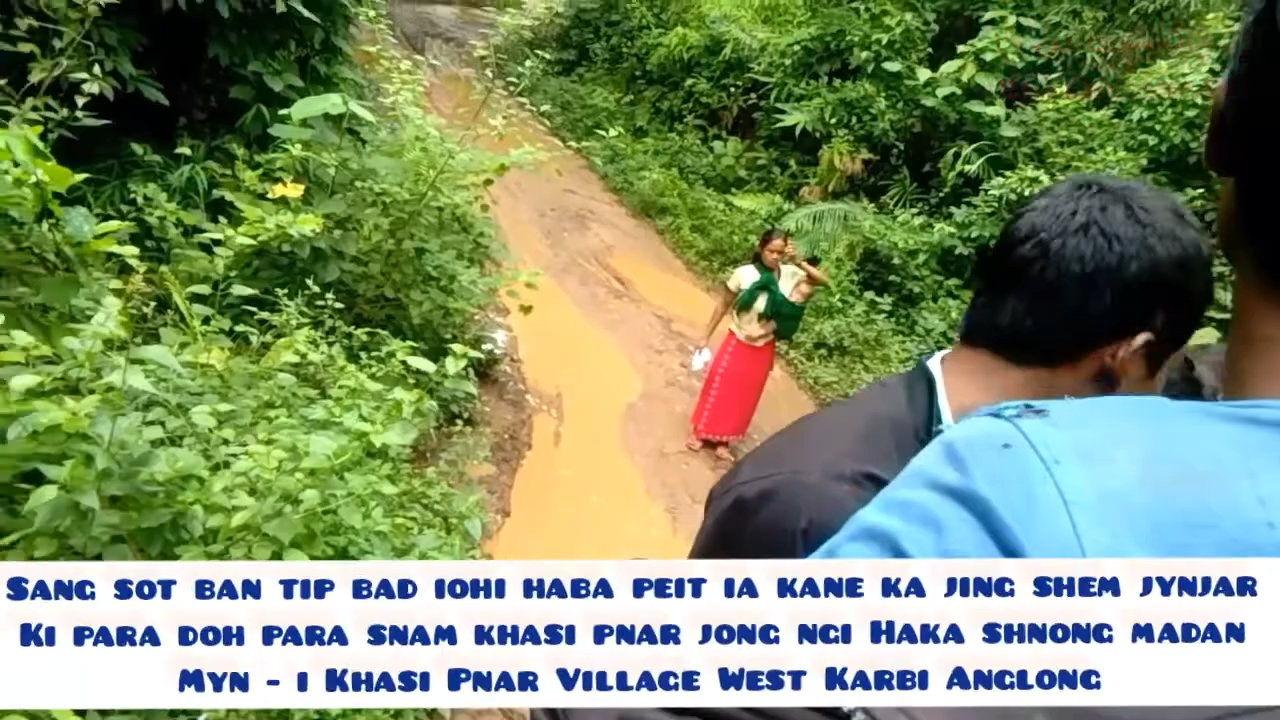 Sang sot ban tip bad iohi haba peit ia kane ka jing shem jynjar
Ki para doh para snam khasi pnar jong ngi Haka shnong madan
Myn - i Khasi Pnar Village West Karbi Anglong